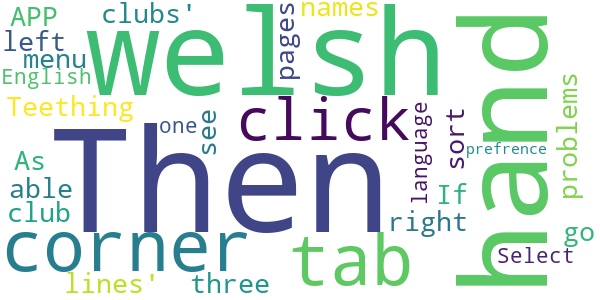 APP
clubs'
pages
names
left
menu
welsh
hand
English
Teething
one
see
click
language
sort
problems
prefrence
As
Then
able
If
club
right
go
corner
tab
Select
lines'
three